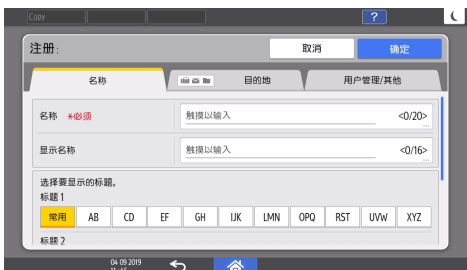 Copy
?
注册:
取消
确定
名称
目的地
用户管理/其他
名称 *必须
触摸以输入
<0/20>
...
显示名称
触摸以输入
<0/16>
...
选择要显示的标题。
标题 1
常用 AB CD EF GH IJK LMN OPQ RST UVW XYZ
标题 2
04 09 2019